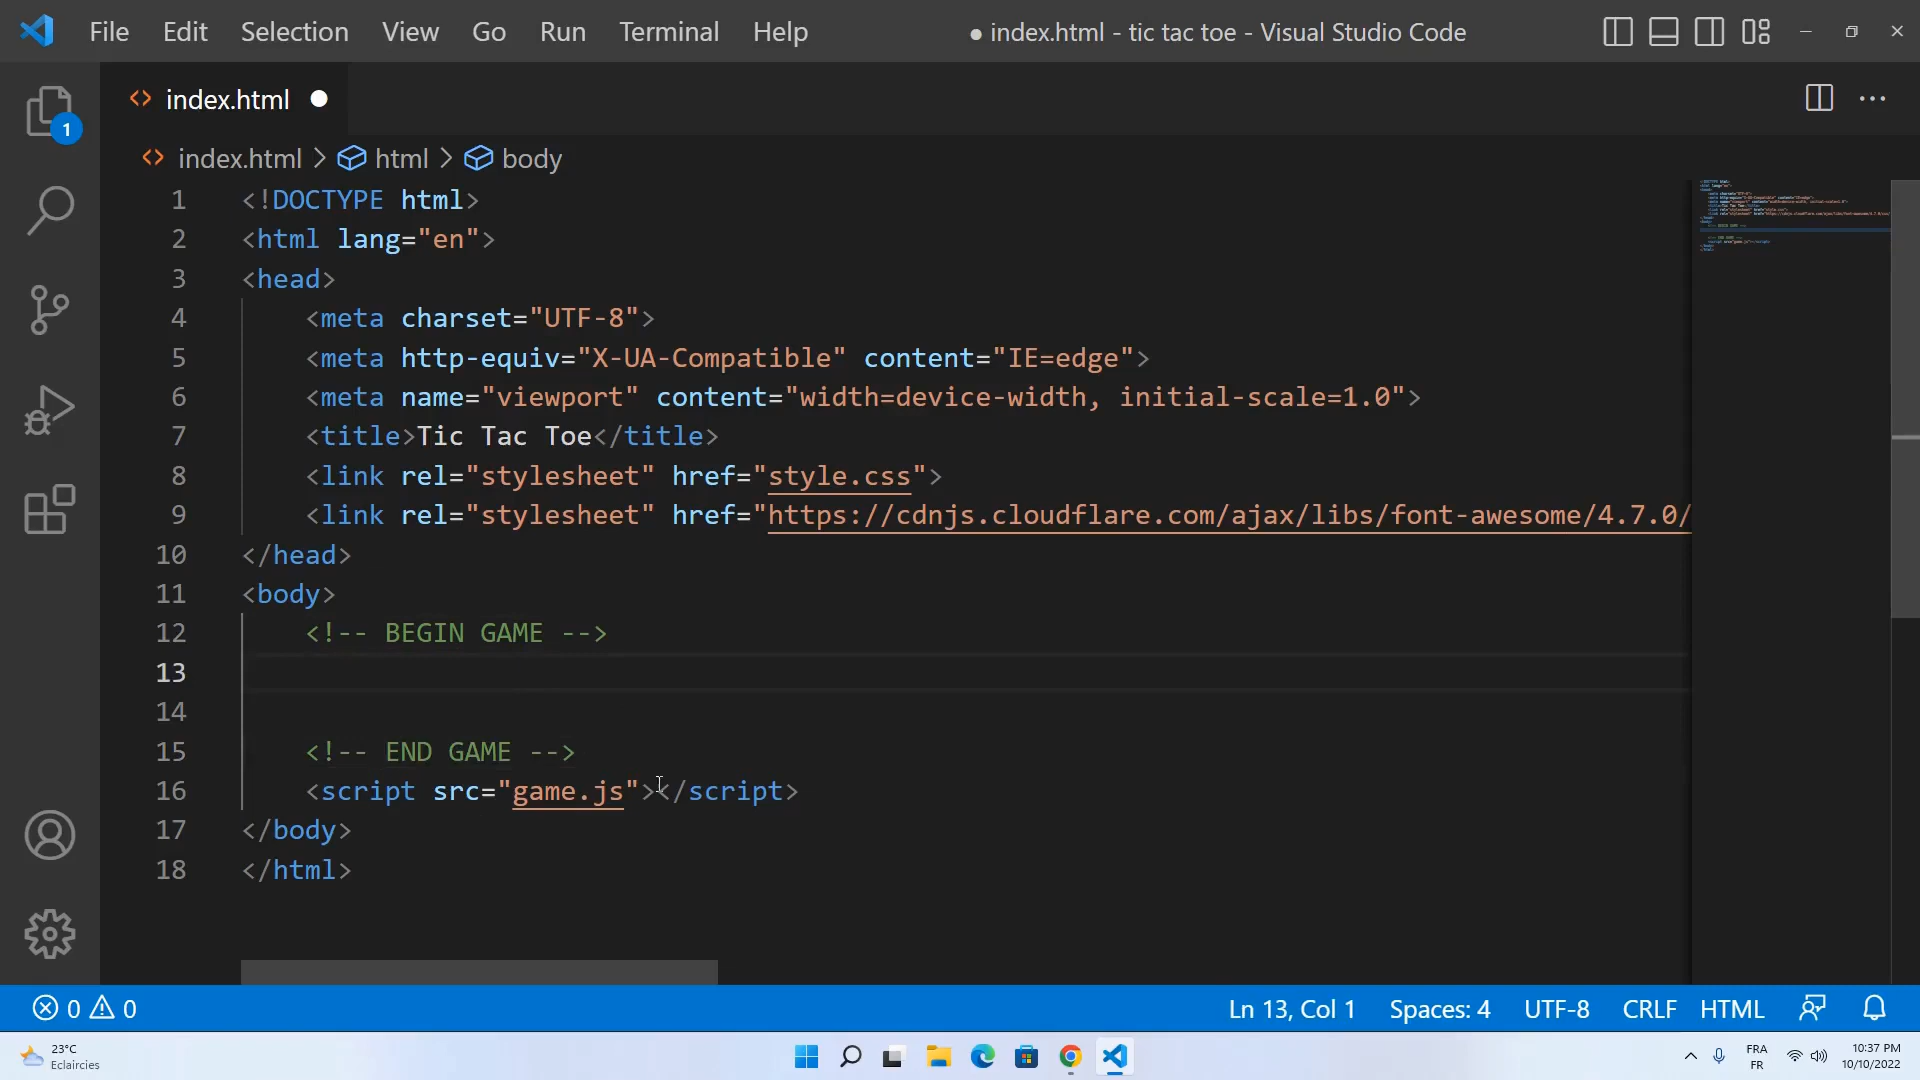 File Edit Selection View Go Run Terminal Help ● index.html - tic tac toe - Visual Studio Code
index.html
1
index.html > html > body
1 <!DOCTYPE html>
2 <html lang="en">
3 <head>
4 <meta charset="UTF-8">
5 <meta http-equiv="X-UA-Compatible" content="IE=edge">
6 <meta name="viewport" content="width=device-width, initial-scale=1.0">
7 <title>Tic Tac Toe</title>
8 <link rel="stylesheet" href="style.css">
9 <link rel="stylesheet" href="https://cdnjs.cloudflare.com/ajax/libs/font-awesome/4.7.0/
10 </head>
11 <body>
12 <!-- BEGIN GAME -->
13
14
15 <!-- END GAME -->
16 <script src="game.js"></script>
17 </body>
18 </html>
0 0 Ln 13, Col 1 Spaces: 4 UTF-8 CRLF HTML
23°C
Eclaircies
FRA
FR
10:37 PM
10/10/2022